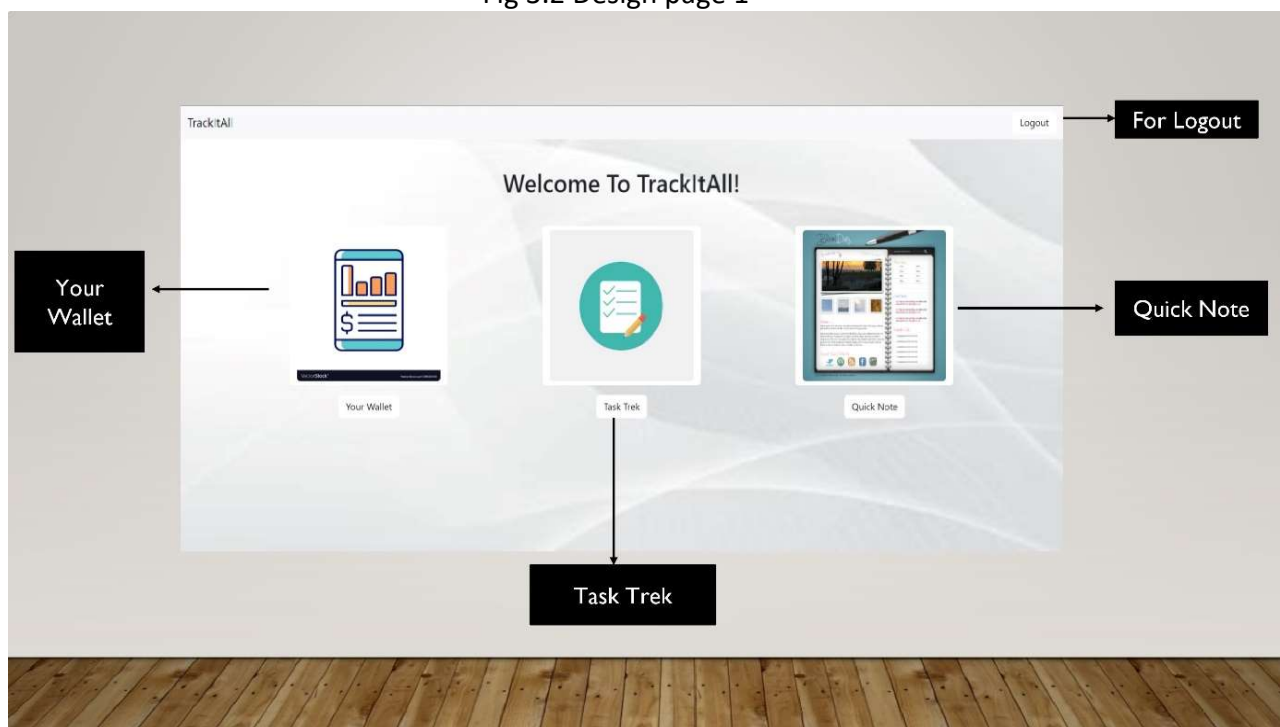 Fig 3.2 Design page 1
TrackItAll
Logout
For Logout
Welcome To TrackItAll!
Your
Wallet
Quick Note
VectorStock
Your Wallet
Task Trek
Quick Note
Task Trek